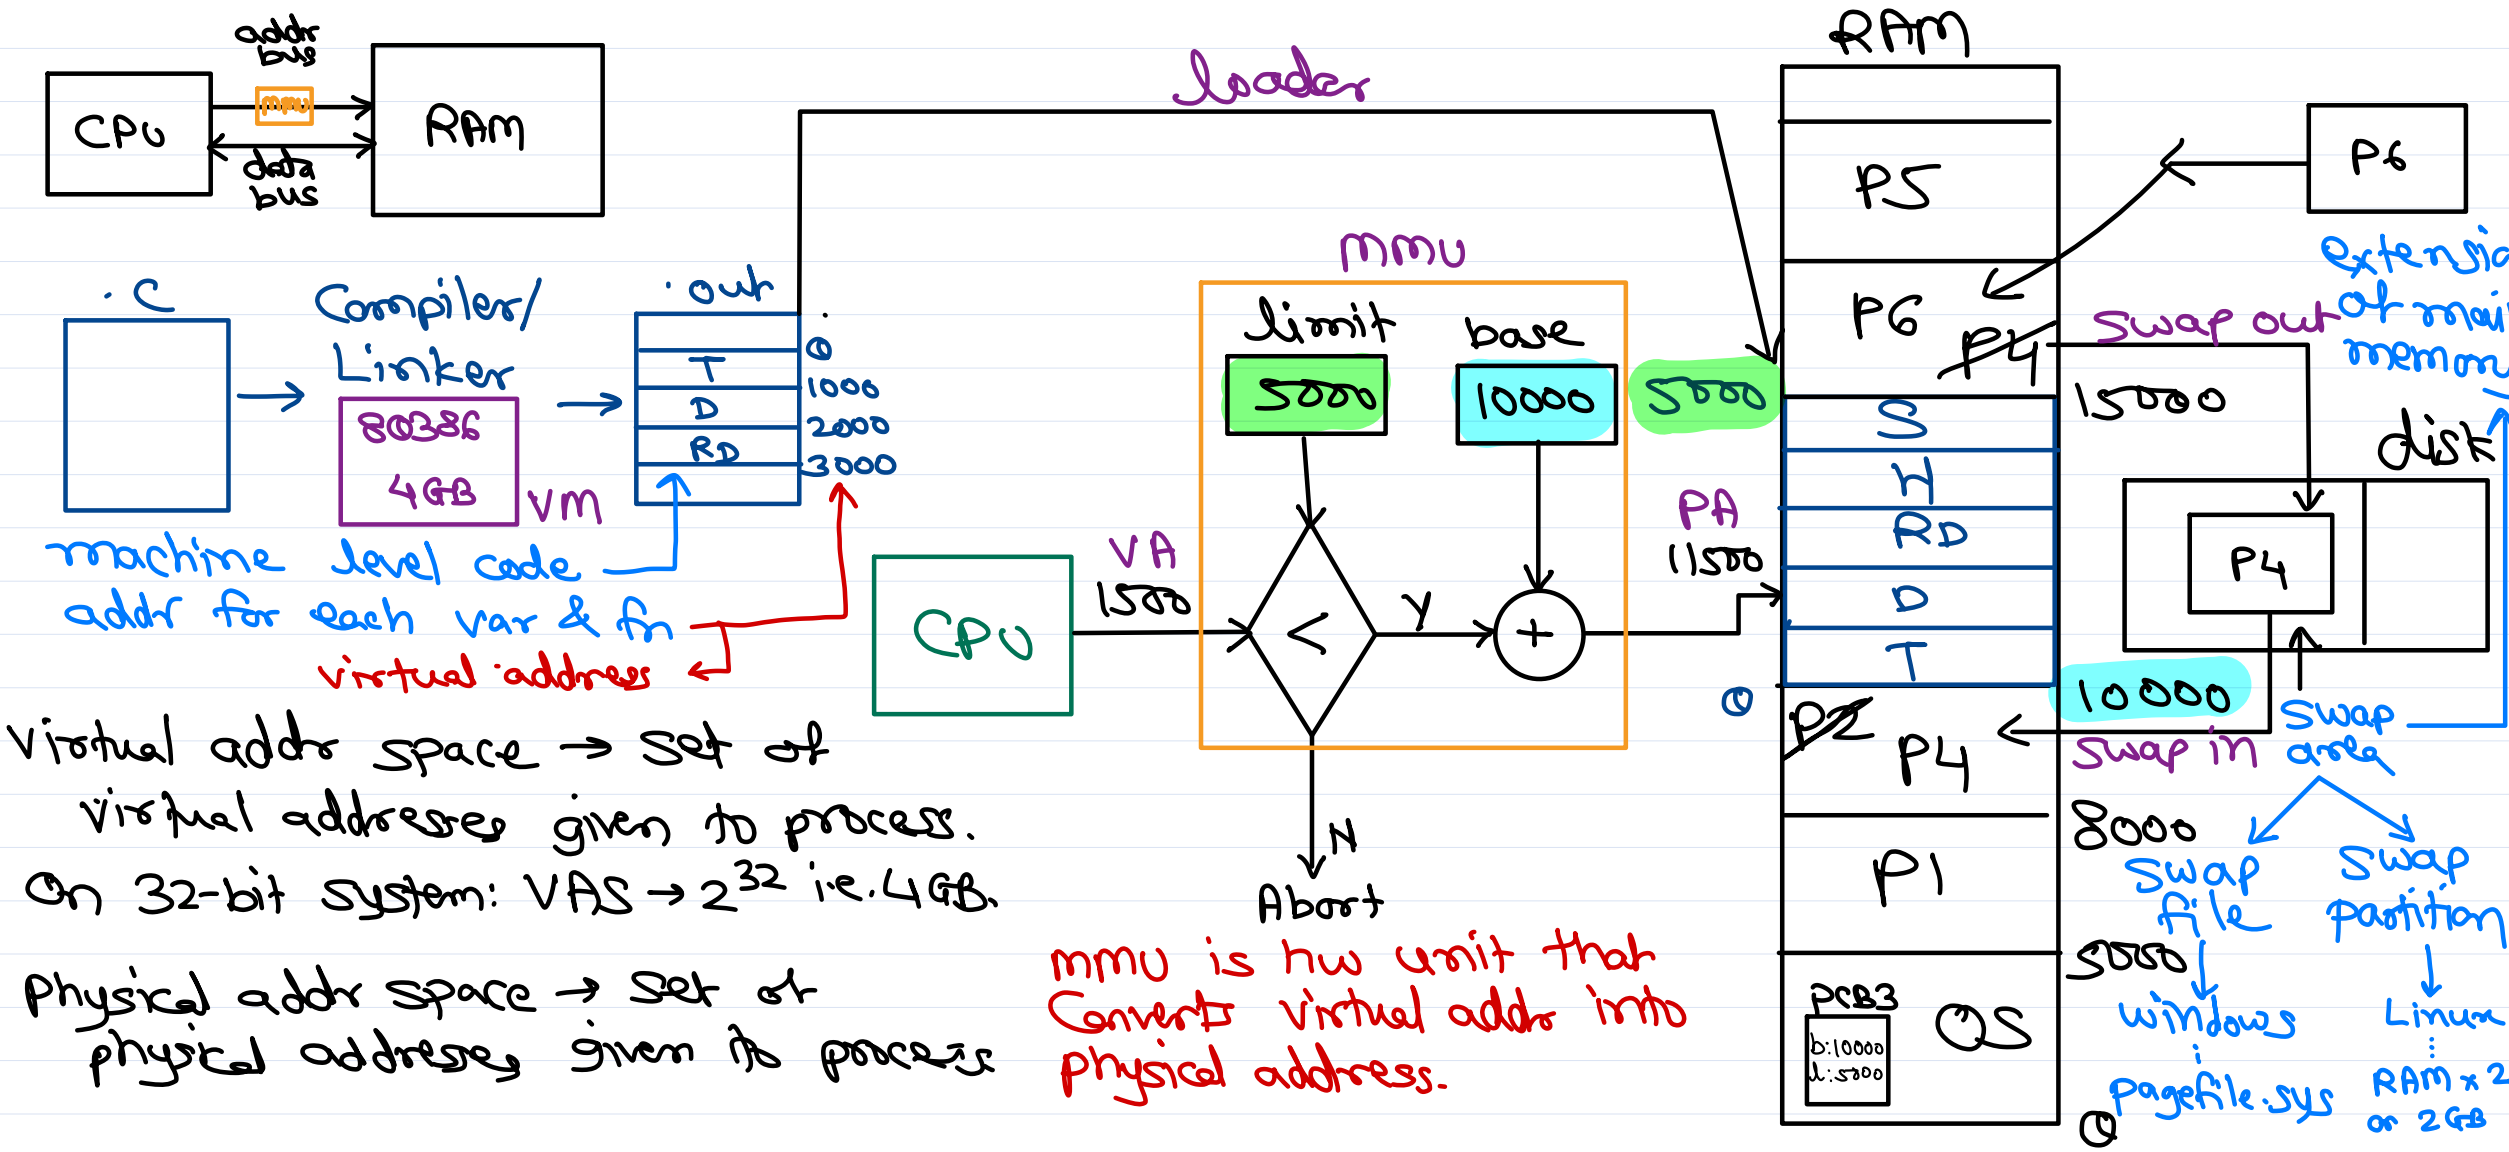 addr
bus
CPU
mmu
RAM
data
bus
loader
RAM
P5
P6
P6
P4
.C
Compiler/
Linker
80386
4GB
VM
.out
T
D
RD
0
1000
2000
3000
machine level code
addr for each var & fn
virtual address
MMU
limit
base
5000
10000
5000
VA
1500
CPU
<
Y
+
N
Abort
PA
11500
0
S
H
RD
D
T
swap out
15000
disk
P4
10000
swap in
P4
8000
P1
5000
PCB3
b:10000
l:5000
OS
0
swap
area
swap
file
swap
partition
windows
Linux
pagefile.sys
RAM x 2
or 2GB
virtual addr space → set of
virtual addresses given to process.
On 32-bit system: VAS → 2^32 i.e. 4GB.
Physical addr space → set of
physical addresses given to process
MMU is hw unit that
converts virtual addr into
physical address.